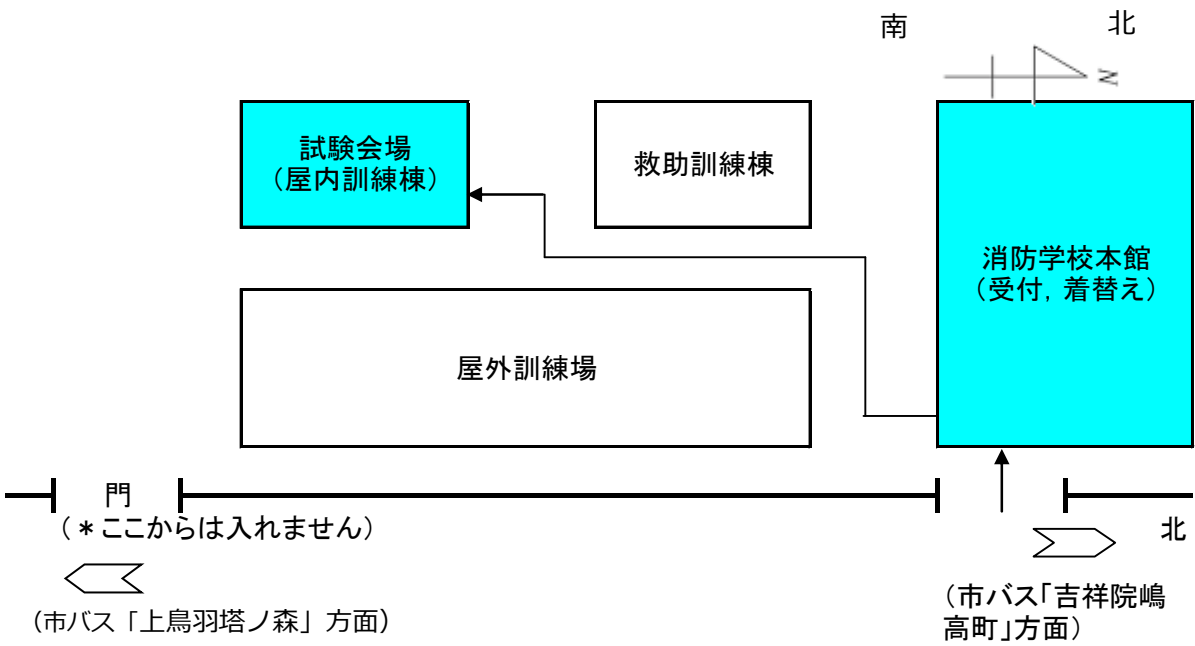 南
北
N
試験会場
（屋内訓練棟）
救助訓練棟
消防学校本館
（受付，着替え）
屋外訓練場
門
（＊ここからは入れません）
北
（市バス「上鳥羽塔ノ森」方面）
（市バス「吉祥院嶋
高町」方面）